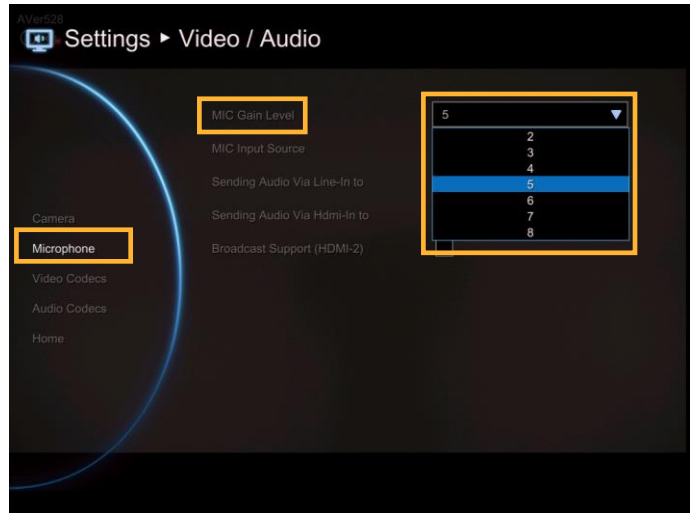 AVer528
Settings ► Video / Audio
MIC Gain Level
5
MIC Input Source
2
3
4
5
6
7
8
Sending Audio Via Line-In to
Sending Audio Via Hdmi-In to
Broadcast Support (HDMI-2)
Camera
Microphone
Video Codecs
Audio Codecs
Home